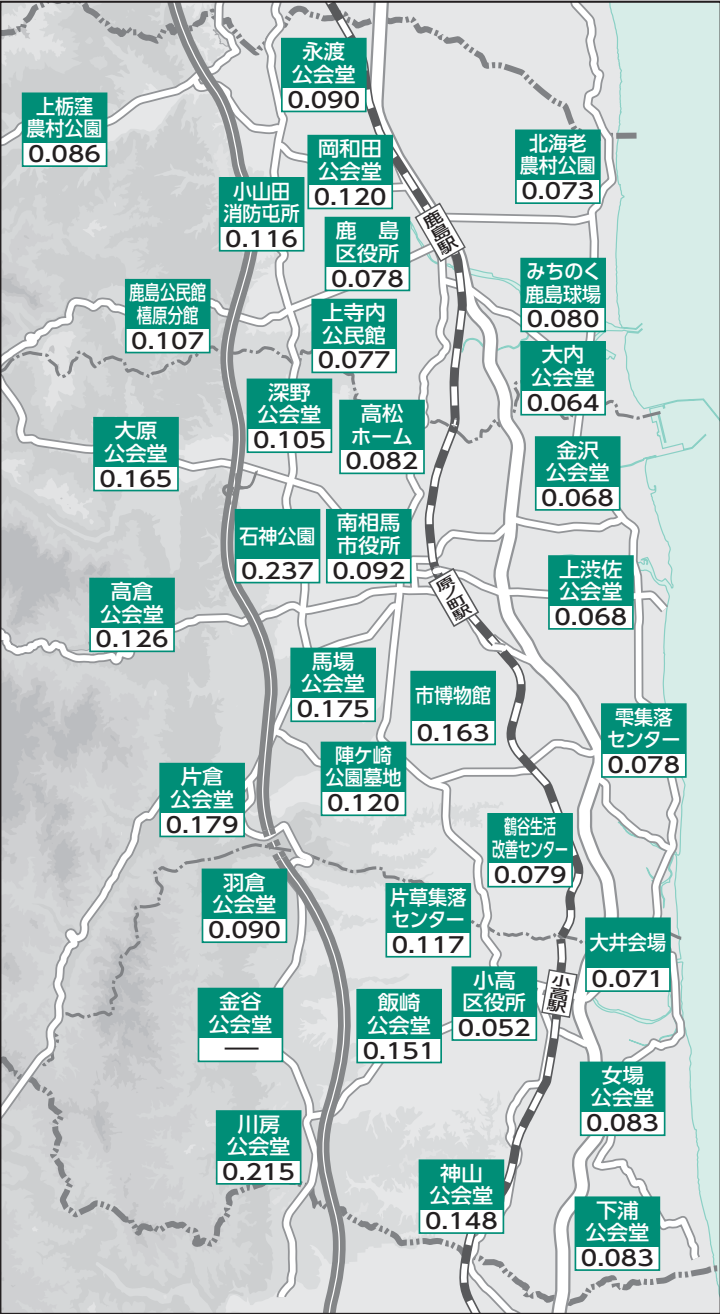 永渡
公会堂
0.090
上栃窪
農村公園
0.086
岡和田
公会堂
0.120
北海老
農村公園
0.073
小山田
消防屯所
0.116
鹿島駅
鹿　島
区役所
0.078
みちのく
鹿島球場
0.080
鹿島公民館
橲原分館
0.107
上寺内
公民館
0.077
大内
公会堂
0.064
深野
公会堂
0.105
高松
ホーム
0.082
大原
公会堂
0.165
金沢
公会堂
0.068
石神公園
0.237
南相馬
市役所
0.092
上渋佐
公会堂
0.068
高倉
公会堂
0.126
原ノ町駅
馬場
公会堂
0.175
市博物館
0.163
雫集落
センター
0.078
陣ケ崎
公園墓地
0.120
片倉
公会堂
0.179
鶴谷生活
改善センター
0.079
羽倉
公会堂
0.090
片草集落
センター
0.117
大井会場
0.071
小高
区役所
0.052
小高駅
金谷
公会堂
—
飯崎
公会堂
0.151
女場
公会堂
0.083
川房
公会堂
0.215
神山
公会堂
0.148
下浦
公会堂
0.083